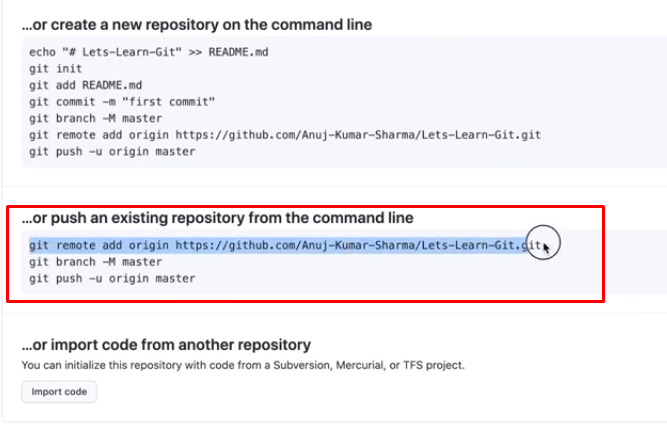 ...or create a new repository on the command line
echo "# Lets-Learn-Git" >> README.md
git init
git add README.md
git commit -m "first commit"
git branch -M master
git remote add origin https://github.com/Anuj-Kumar-Sharma/Lets-Learn-Git.git
git push -u origin master
...or push an existing repository from the command line
git remote add origin https://github.com/Anuj-Kumar-Sharma/Lets-Learn-Git.git
git branch -M master
git push -u origin master
...or import code from another repository
You can initialize this repository with code from a Subversion, Mercurial, or TFS project.
Import code